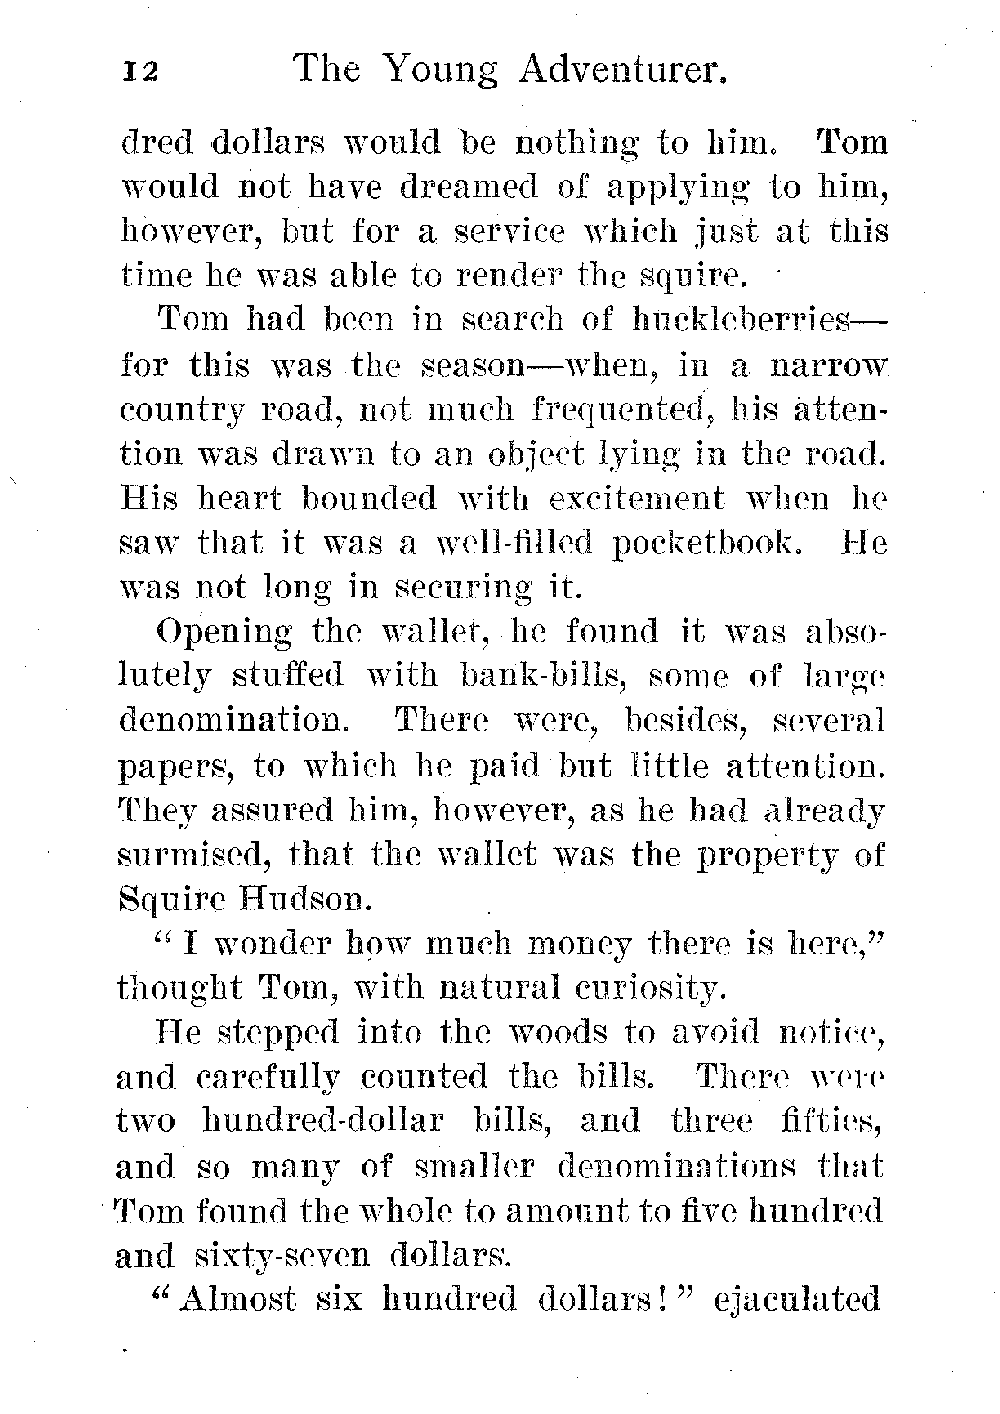 12 The Young Adventurer.
dred dollars would be nothing to him. Tom
would not have dreamed of applying to him,
however, but for a service which just at this
time he was able to render the squire.
Tom had been in search of huckleberries—
for this was the season—when, in a narrow
country road, not much frequented, his atten-
tion was drawn to an object lying in the road.
His heart bounded with excitement when he
saw that it was a well-filled pocketbook. He
was not long in securing it.
Opening the wallet, he found it was abso-
lutely stuffed with bank-bills, some of large
denomination. There were, besides, several
papers, to which he paid but little attention.
They assured him, however, as he had already
surmised, that the wallet was the property of
Squire Hudson.
“I wonder how much money there is here,”
thought Tom, with natural curiosity.
He stepped into the woods to avoid notice,
and carefully counted the bills. There were
two hundred-dollar bills, and three fifties,
and so many of smaller denominations that
Tom found the whole to amount to five hundred
and sixty-seven dollars.
“Almost six hundred dollars!” ejaculated